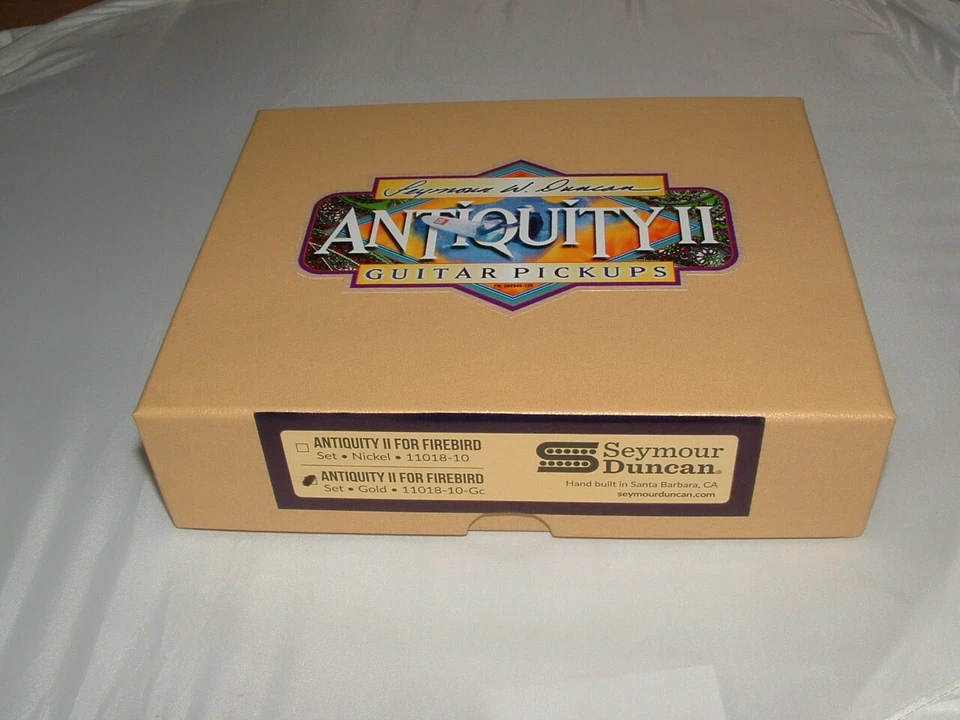 Seymour W. Duncan
ANTIQUITY II
GUITAR PICKUPS
ANTIQUITY II FOR FIREBIRD
Set • Nickel • 11018-10
ANTIQUITY II FOR FIREBIRD
Set • Gold • 11018-10-Gc
Seymour
Duncan®
Hand built in Santa Barbara, CA
seymourduncan.com